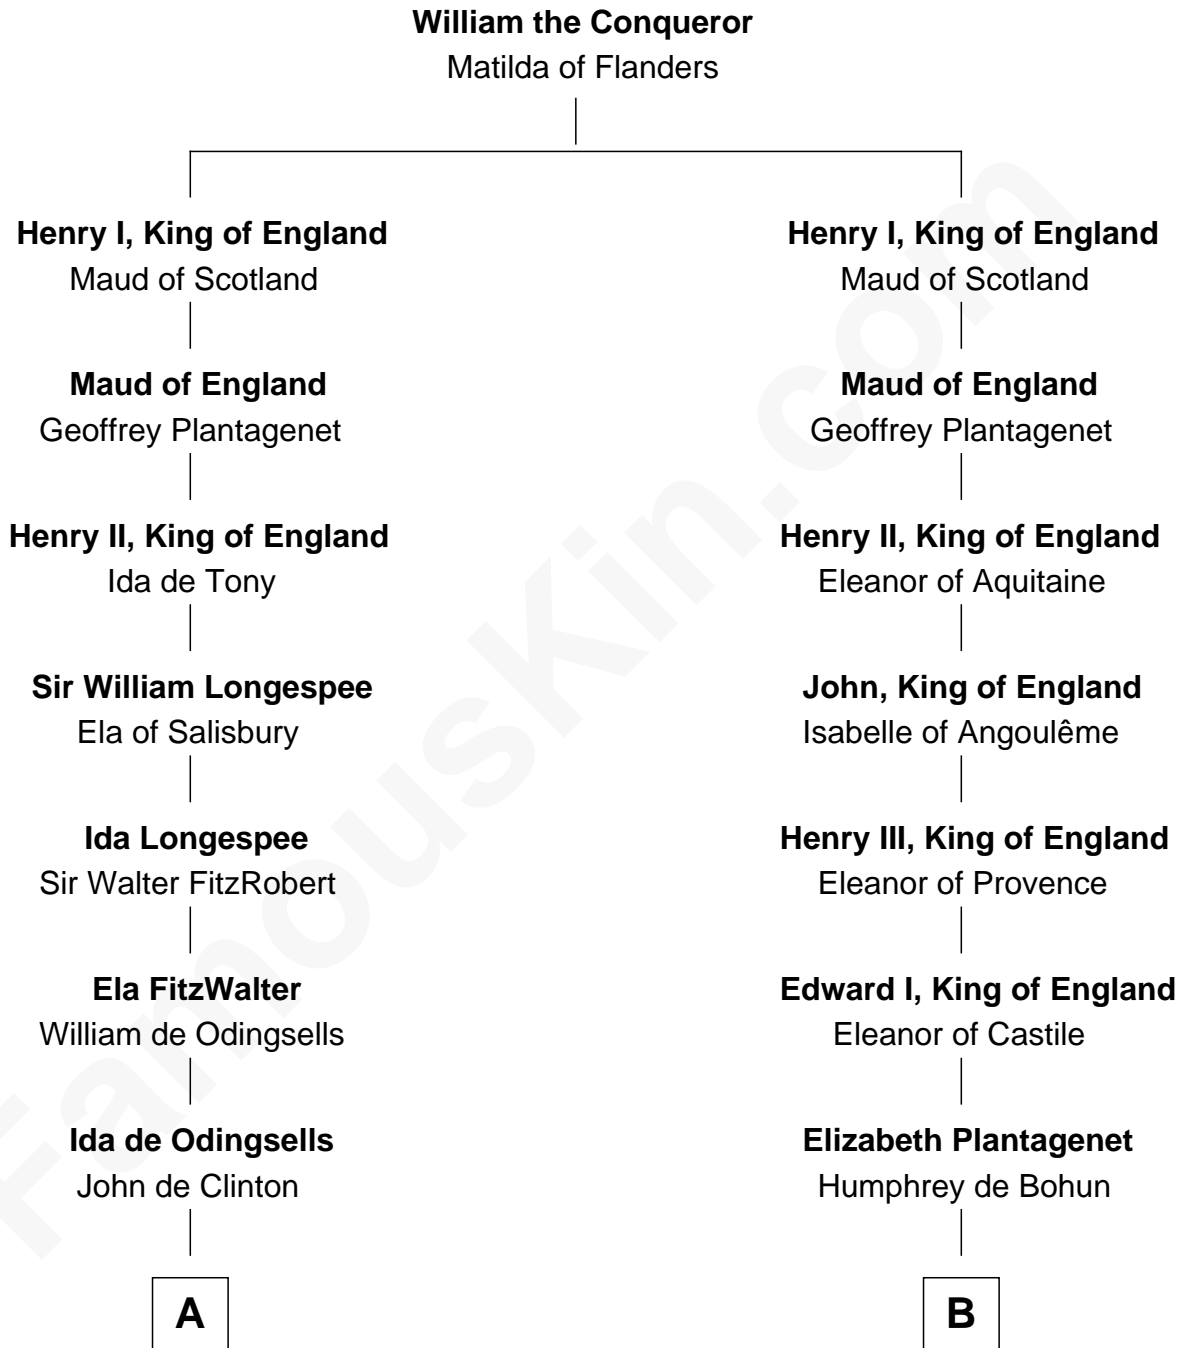 William the Conqueror
Matilda of Flanders
Henry I, King of England
Maud of Scotland
Maud of England
Geoffrey Plantagenet
Henry II, King of England
Ida de Tony
Sir William Longespee
Ela of Salisbury
Ida Longespee
Sir Walter FitzRobert
Ela FitzWalter
William de Odingsells
Ida de Odingsells
John de Clinton
A
Henry I, King of England
Maud of Scotland
Maud of England
Geoffrey Plantagenet
Henry II, King of England
Eleanor of Aquitaine
John, King of England
Isabelle of Angoulême
Henry III, King of England
Eleanor of Provence
Edward I, King of England
Eleanor of Castile
Elizabeth Plantagenet
Humphrey de Bohun
B
FamousKin.com